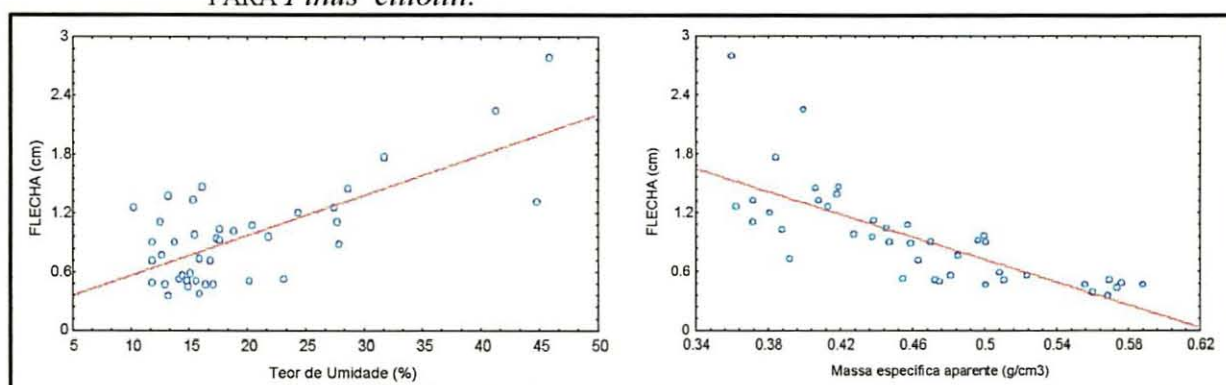 PARA Pinus elliottii.
3
2.4
1.8
1.2
0.6
0
FLECHA (cm)
5 10 15 20 25 30 35 40 45 50
Teor de Umidade (%)
3
2.4
1.8
1.2
0.6
0
FLECHA (cm)
0.34 0.38 0.42 0.46 0.5 0.54 0.58 0.62
Massa especifica aparente (g/cm3)